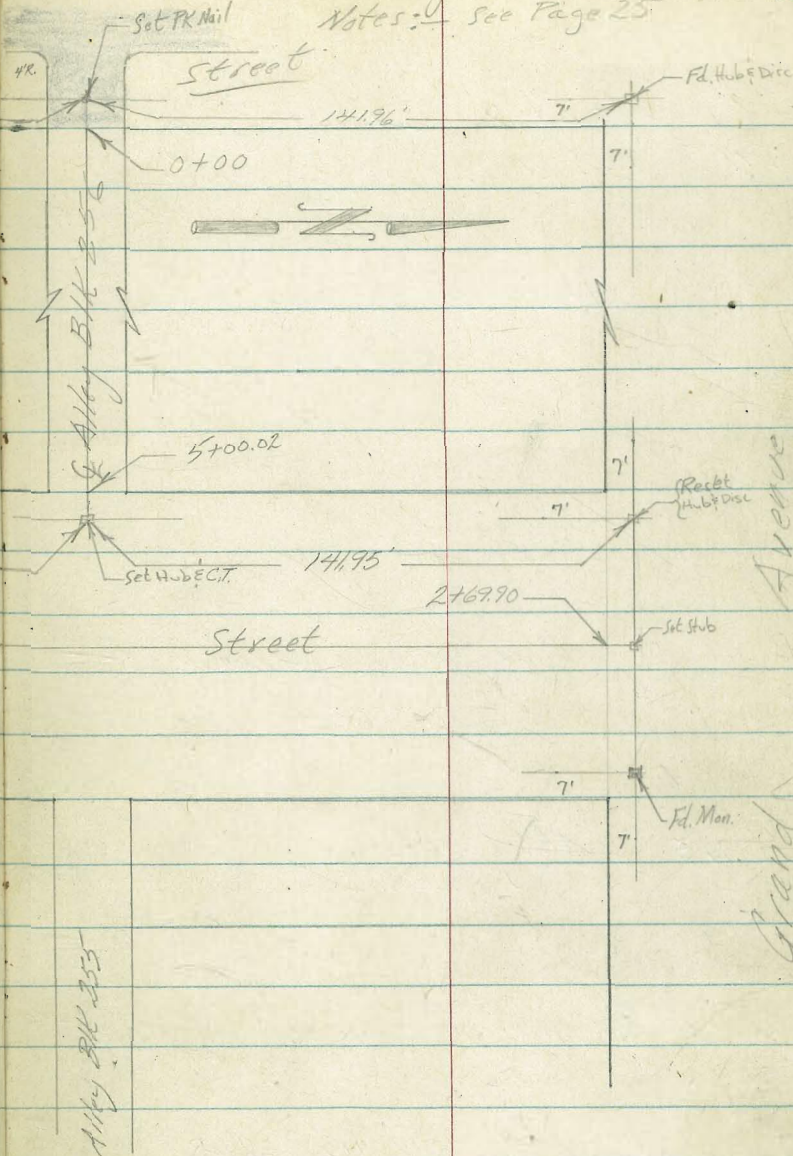 Set PK Nail
Notes:- See Page 25
4'R.
Street
Fd. Hub & Disc
141.96'
7'
7'
0+00
N
℄ Alley Blk 256
5+00.02
7'
7'
Reset
Hub & Disc
Set Hub & C.T.
141.95'
2+69.90
Set Stub
Street
7'
Fd. Mon.
7'
Grand Avenue
Alley Blk 255